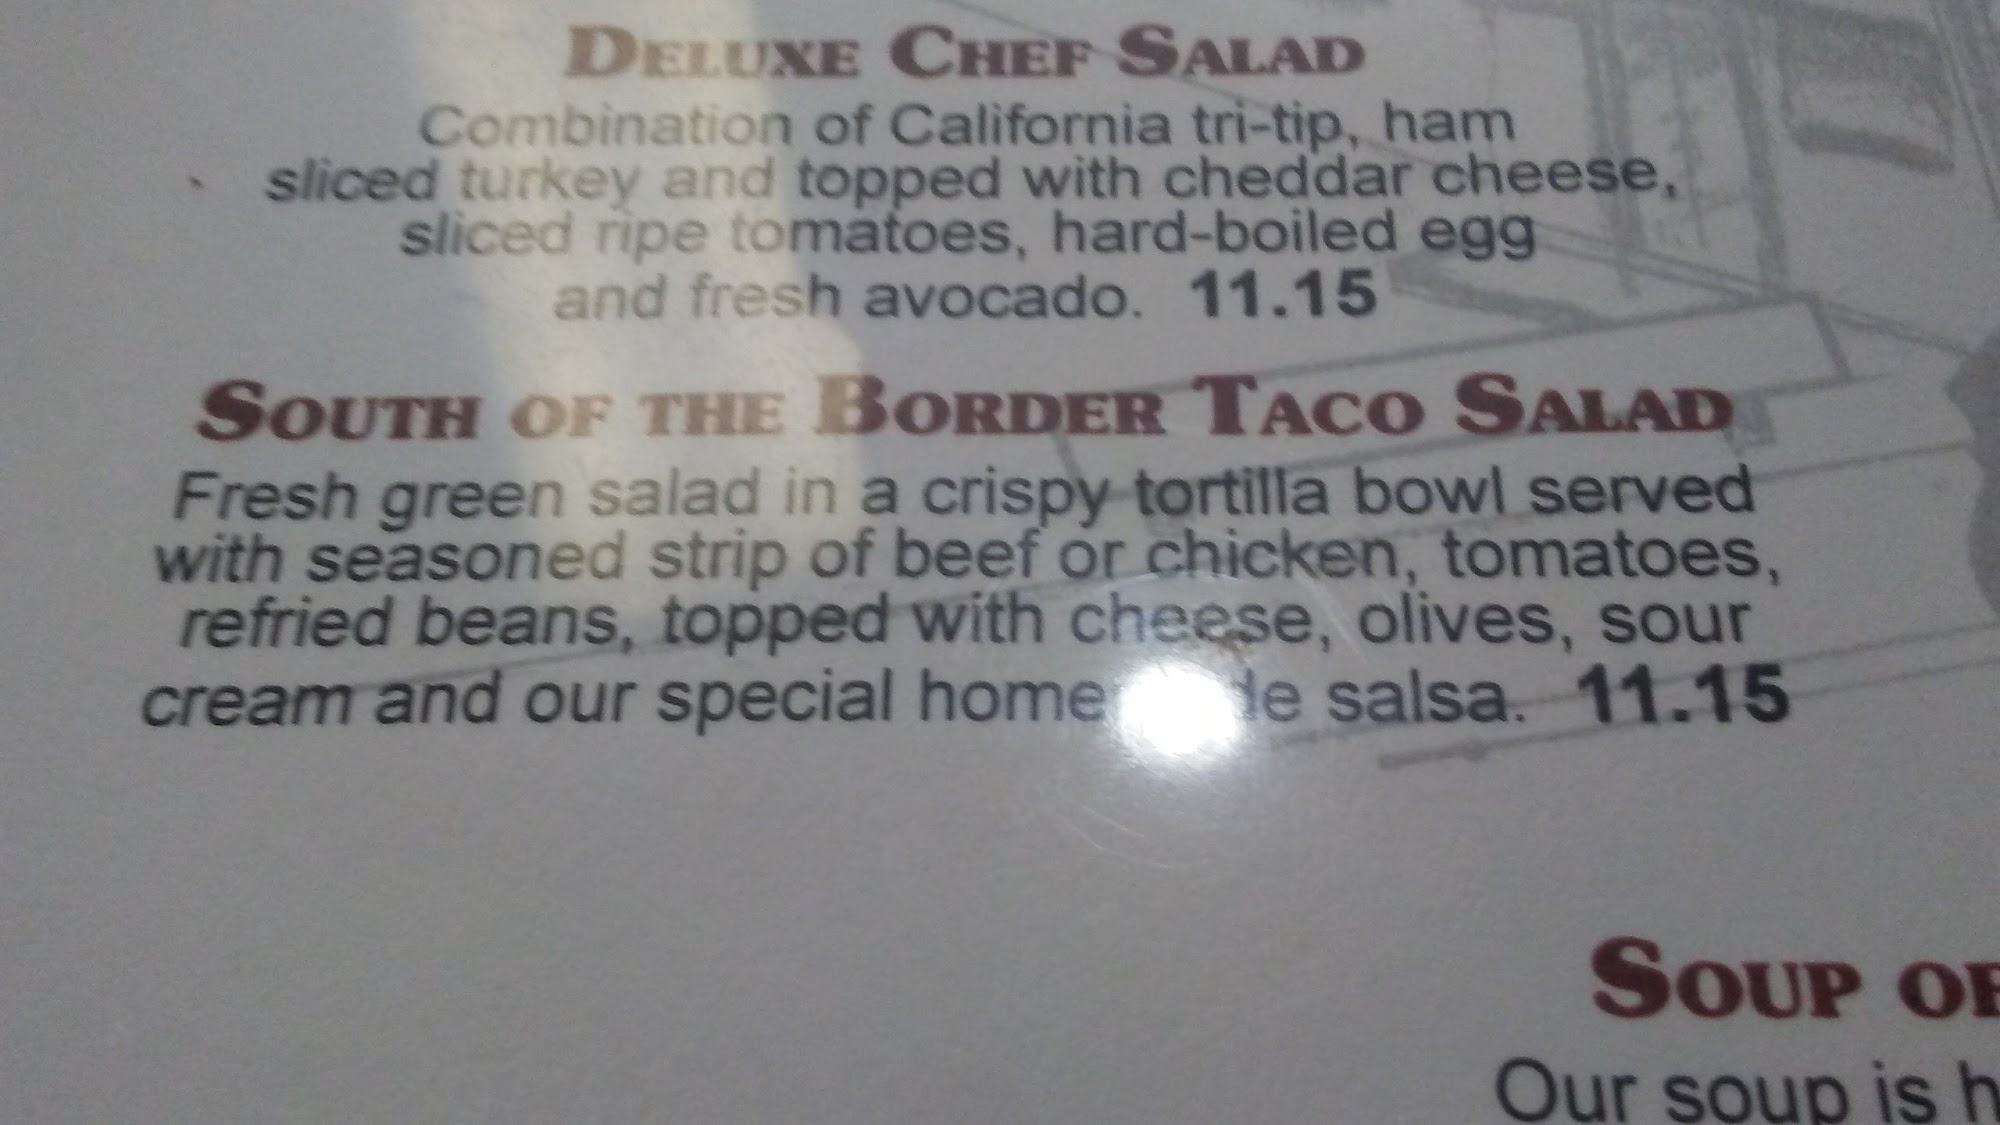 DELUXE CHEF SALAD
Combination of California tri-tip, ham
sliced turkey and topped with cheddar cheese,
sliced ripe tomatoes, hard-boiled egg
and fresh avocado. 11.15
SOUTH OF THE BORDER TACO SALAD
Fresh green salad in a crispy tortilla bowl served
with seasoned strip of beef or chicken, tomatoes,
refried beans, topped with cheese, olives, sour
cream and our special salsa. 11.15
SOUP OF
Our soup is